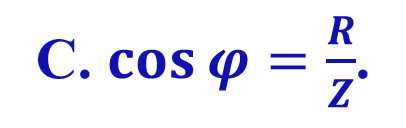 C. cos φ = R/Z.